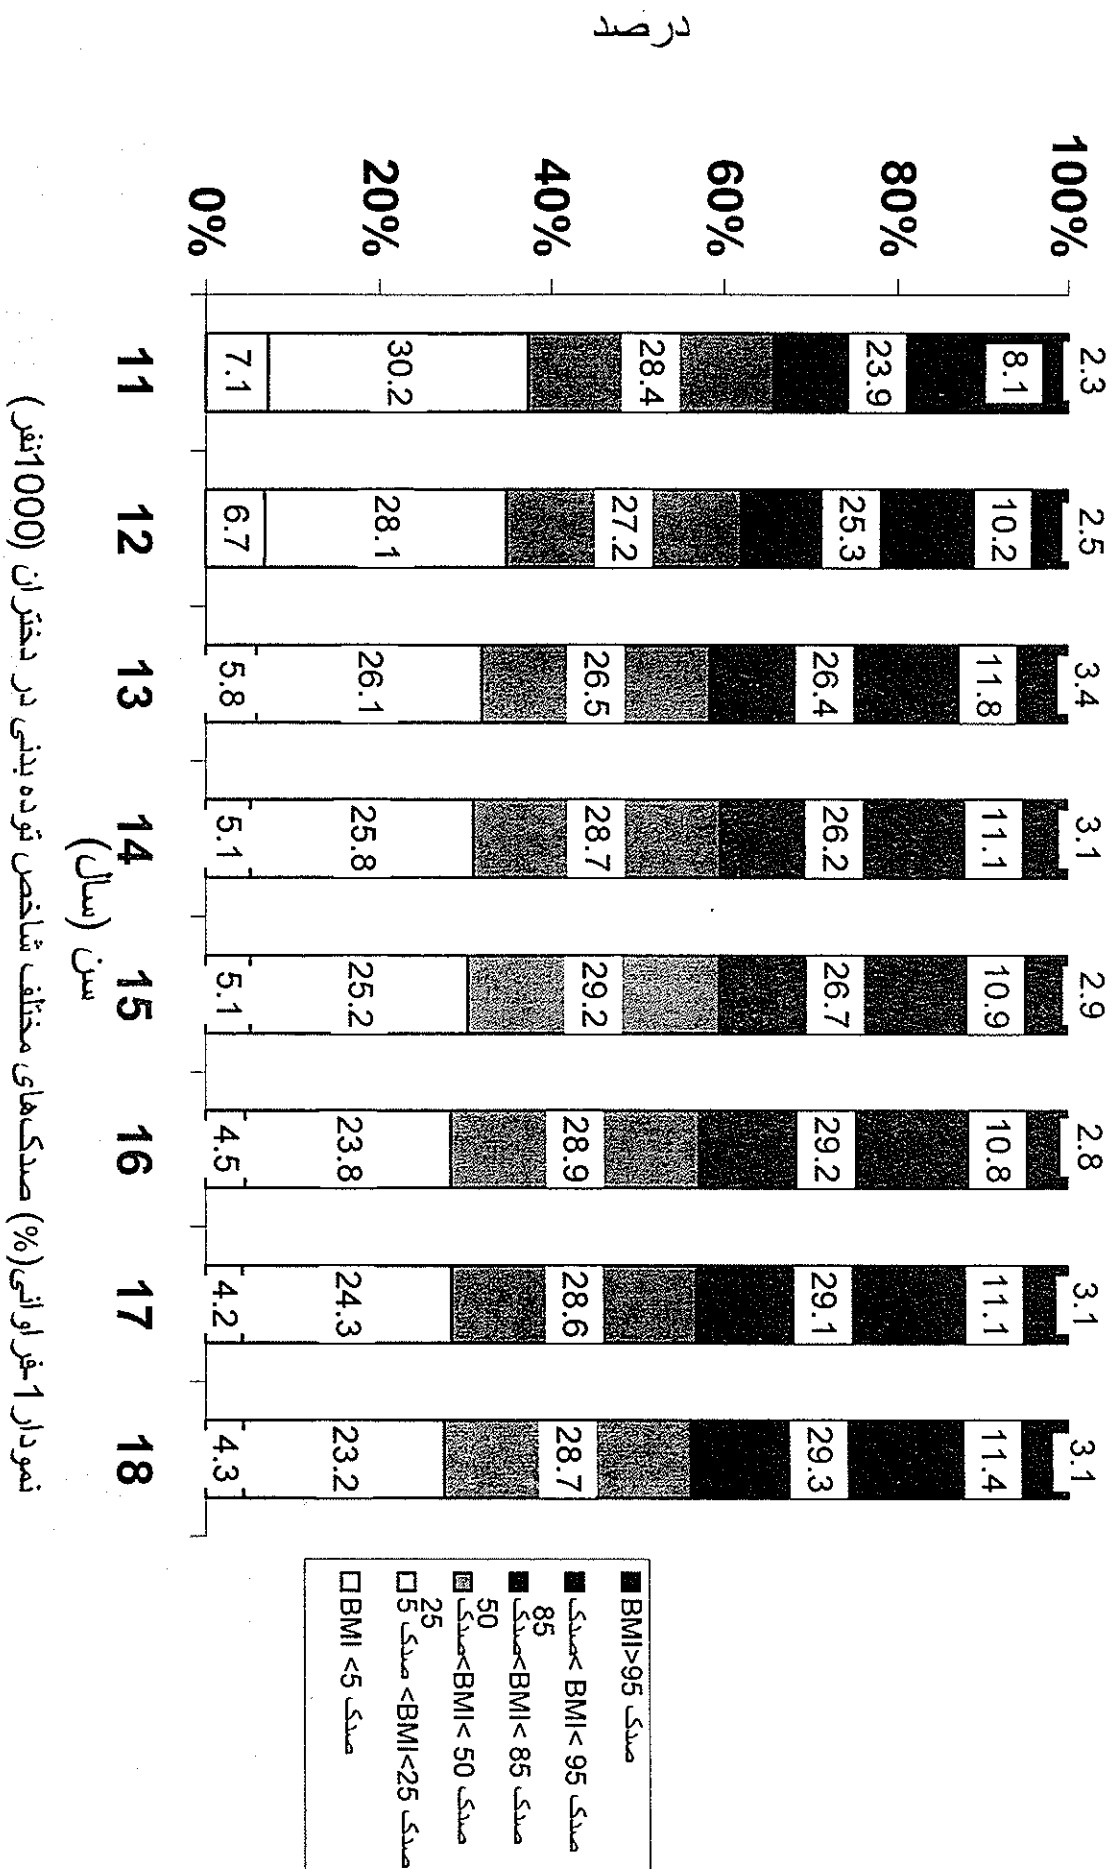 درصد
100%
80%
60%
40%
20%
0%
2.3 2.5 3.4 3.1 2.9 2.8 3.1 3.1
8.1 10.2 11.8 11.1 10.9 10.8 11.1 11.4
23.9 25.3 26.4 26.2 26.7 29.2 29.1 29.3
28.4 27.2 26.5 28.7 29.2 28.9 28.6 28.7
30.2 28.1 26.1 25.8 25.2 23.8 24.3 23.2
7.1 6.7 5.8 5.1 5.1 4.5 4.2 4.3
11 12 13 14 15 16 17 18
سن (سال)
صدک BMI>95
صدک 95 >BMI > صدک
85
صدک 85 >BMI>صدک
50
صدک 50 >BMI>صدک
25
صدک 25>BMI> صدک 5
صدک BMI <5
نمودار 1-فراوانی(%) صدک‌های مختلف شاخص توده بدنی در دختران (1000نفر)